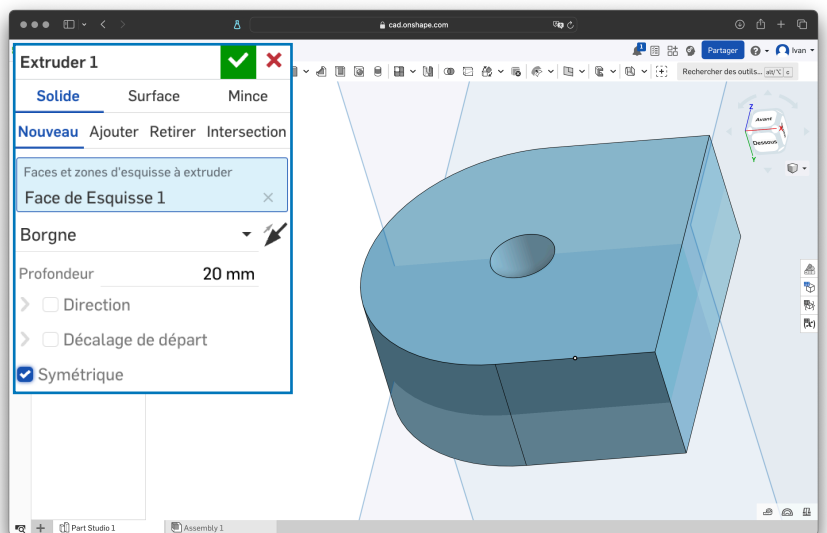 cad.onshape.com
Extruder 1
Solide Surface Mince
Nouveau Ajouter Retirer Intersection
Faces et zones d'esquisse à extruder
Face de Esquisse 1
Borgne
Profondeur 20 mm
Direction
Décalage de départ
Symétrique
1
Partager
Ivan
Rechercher des outils... alt/⌥ c
Z
Avant
X
Dessous
Y
(x)
Part Studio 1
Assembly 1